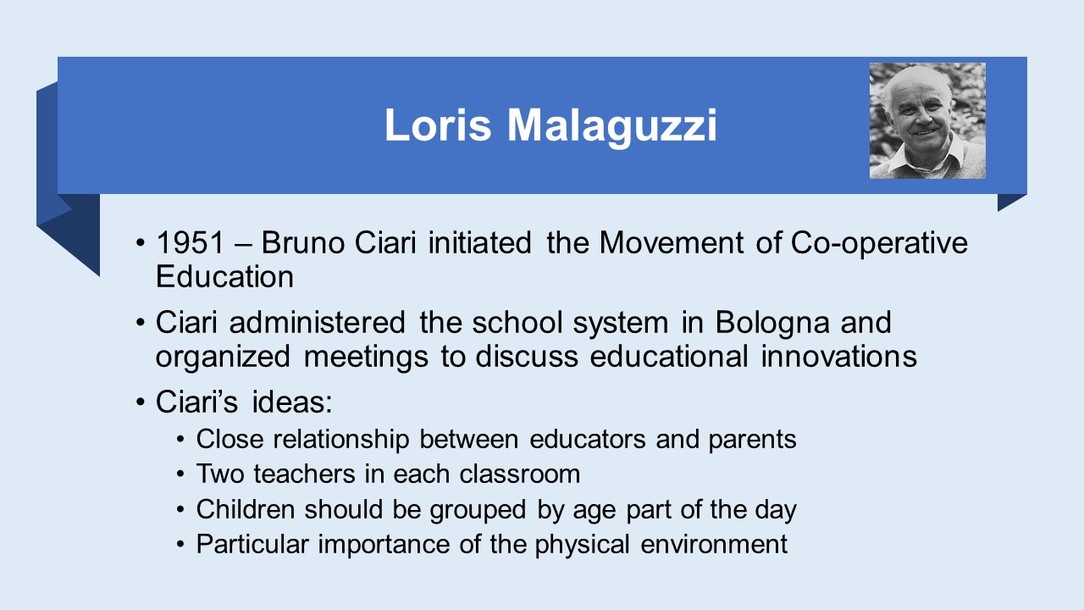 Loris Malaguzzi
• 1951 – Bruno Ciari initiated the Movement of Co-operative
Education
• Ciari administered the school system in Bologna and
organized meetings to discuss educational innovations
• Ciari’s ideas:
• Close relationship between educators and parents
• Two teachers in each classroom
• Children should be grouped by age part of the day
• Particular importance of the physical environment